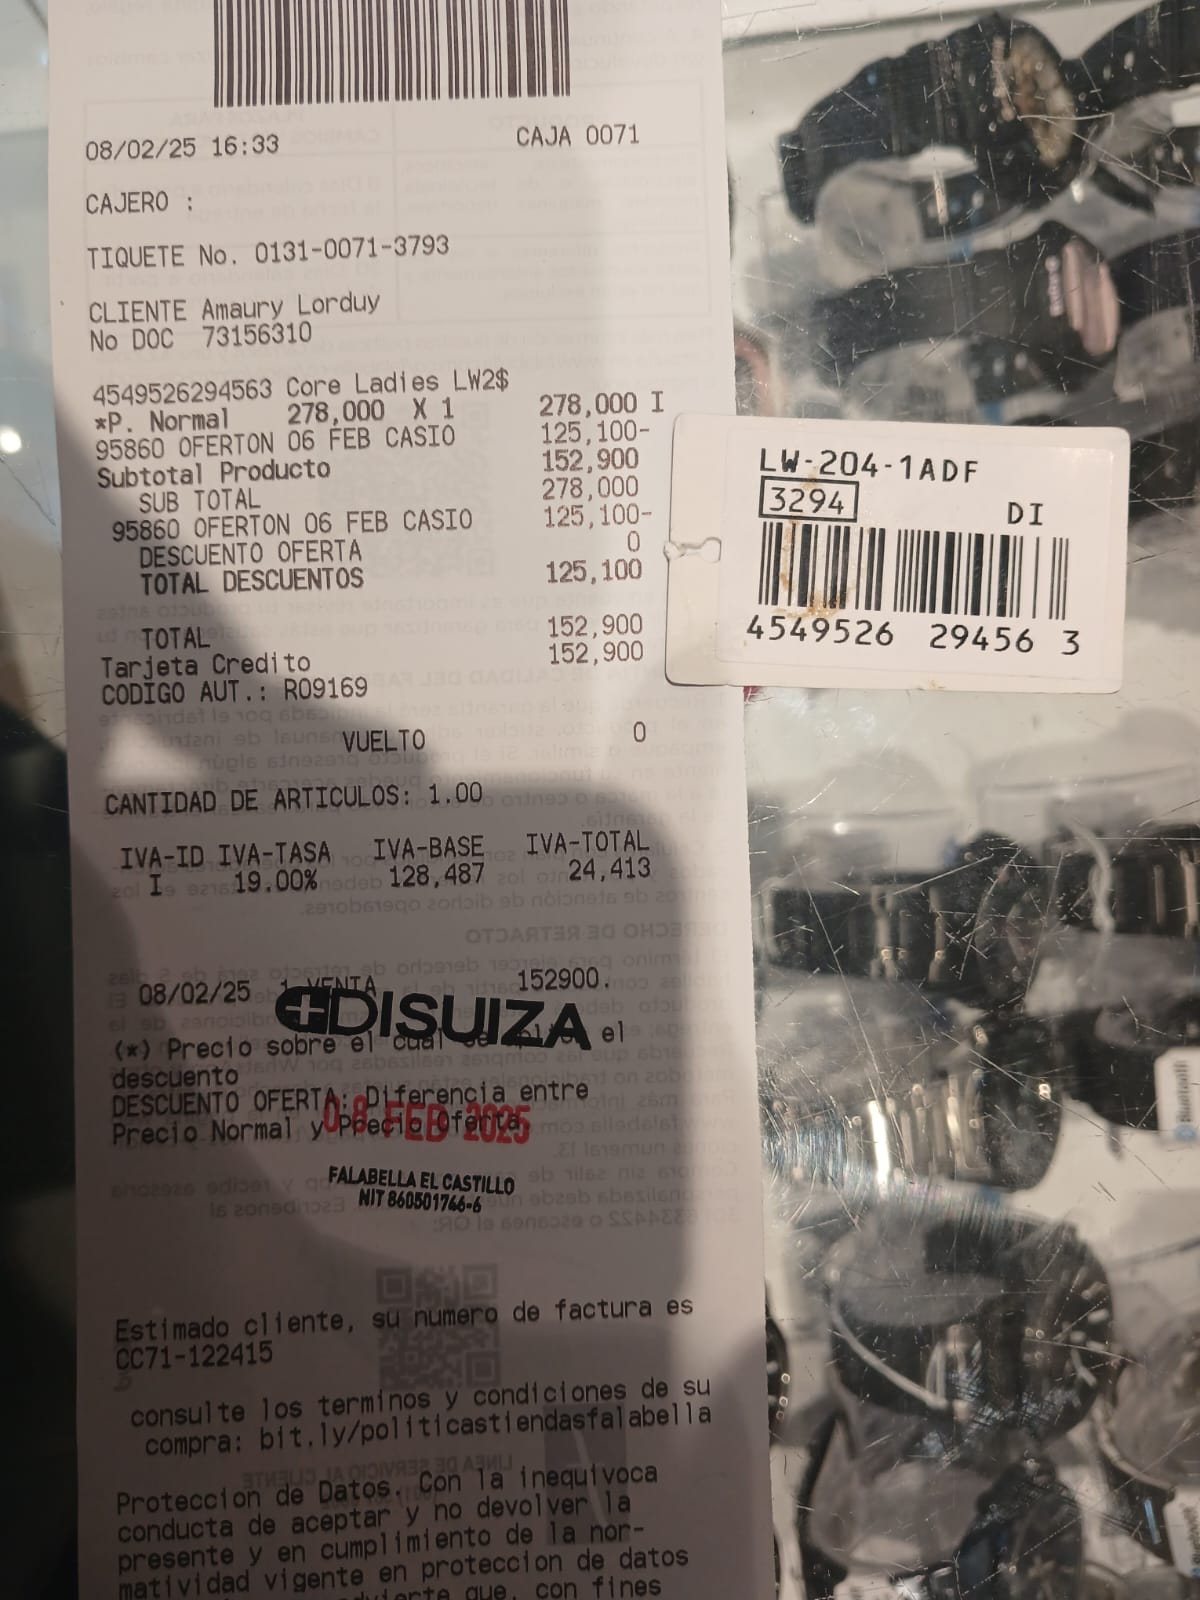 08/02/25 16:33 CAJA 0071
CAJERO :
TIQUETE No. 0131-0071-3793
CLIENTE Amaury Lorduy
No DOC 73156310
4549526294563 Core Ladies LW2$
*P. Normal 278,000 X 1 278,000 I
95860 OFERTON 06 FEB CASIO 125,100-
Subtotal Producto 152,900
SUB TOTAL 278,000
95860 OFERTON 06 FEB CASIO 125,100-
DESCUENTO OFERTA 0
TOTAL DESCUENTOS 125,100
TOTAL 152,900
Tarjeta Credito 152,900
CODIGO AUT.: R09169
VUELTO 0
CANTIDAD DE ARTICULOS: 1.00
IVA-ID IVA-TASA IVA-BASE IVA-TOTAL
I 19.00% 128,487 24,413
08/02/25 1 VENTA 152900.
DISUIZA
(*) Precio sobre el cual se el
descuento
DESCUENTO OFERTA: Diferencia entre
Precio Normal y Precio Oferta
08 FEB 2025
FALABELLA EL CASTILLO
NIT 860501746-6
Estimado cliente, su numero de factura es
CC71-122415
consulte los terminos y condiciones de su
compra: bit.ly/politicastiendasfalabella
Proteccion de Datos. Con la inequivoca
conducta de aceptar y no devolver la
presente y en cumplimiento de la nor-
matividad vigente en proteccion de datos
que, con fines
LW-204-1ADF
3294 DI
4549526 29456 3